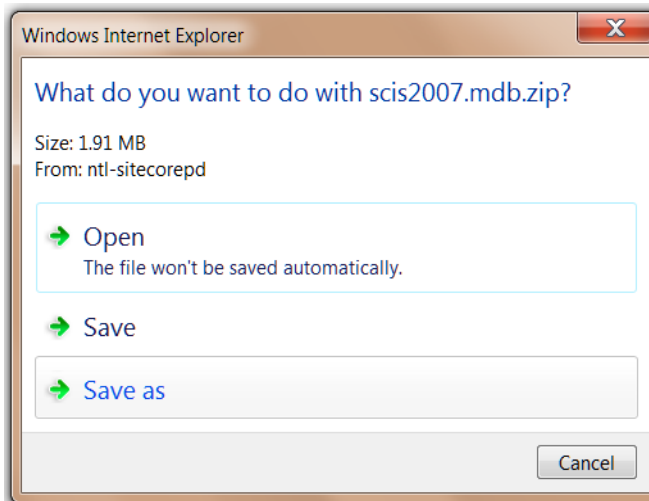 Windows Internet Explorer
What do you want to do with scis2007.mdb.zip?
Size: 1.91 MB
From: ntl-sitecorepd
Open
The file won't be saved automatically.
Save
Save as
Cancel